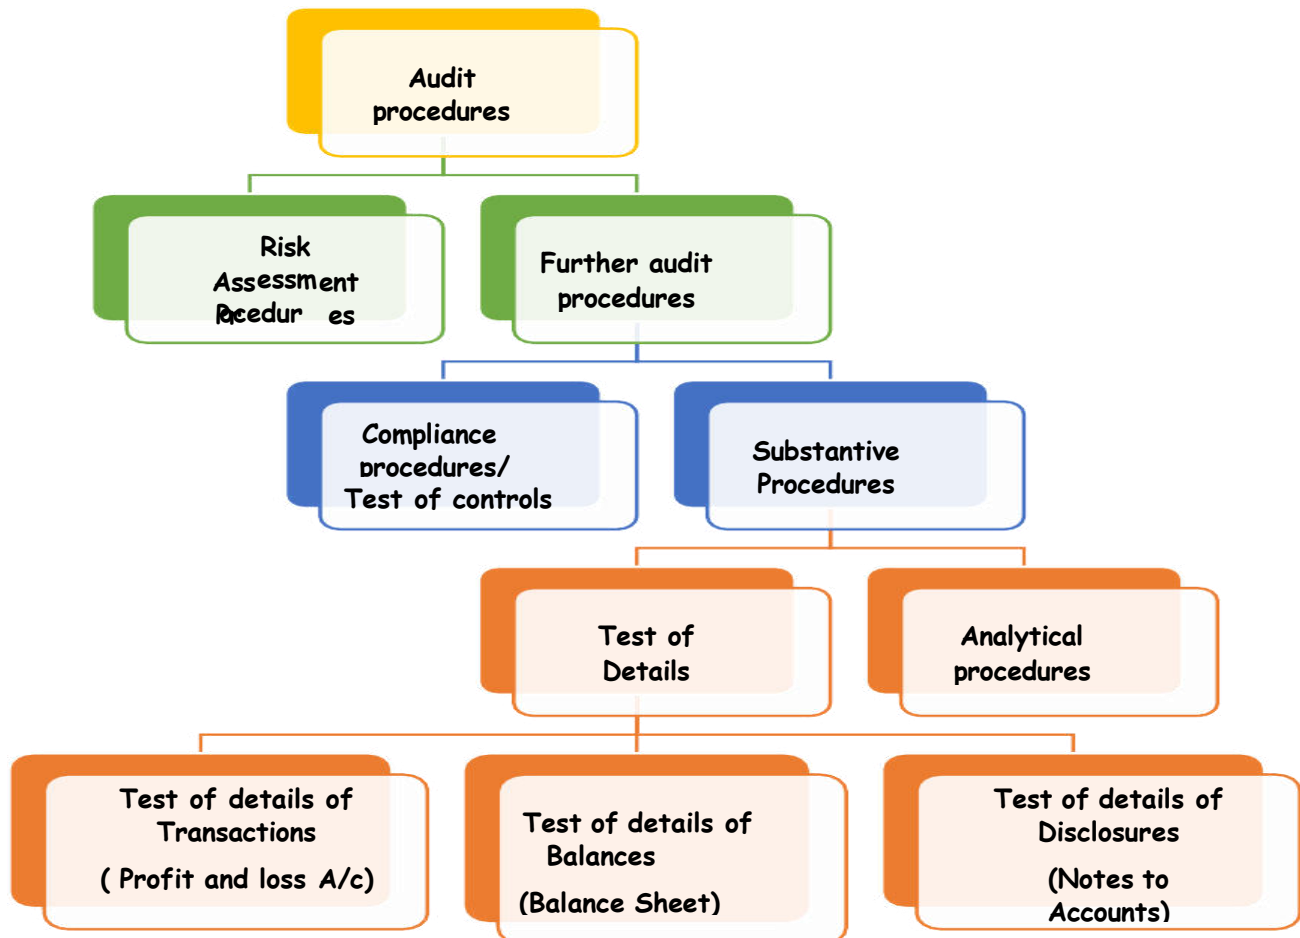 Audit
procedures
Risk
Assessment
Procedures
Further audit
procedures
Compliance
procedures/
Test of controls
Substantive
Procedures
Test of
Details
Analytical
procedures
Test of details of
Transactions
( Profit and loss A/c)
Test of details of
Balances
(Balance Sheet)
Test of details of
Disclosures
(Notes to
Accounts)